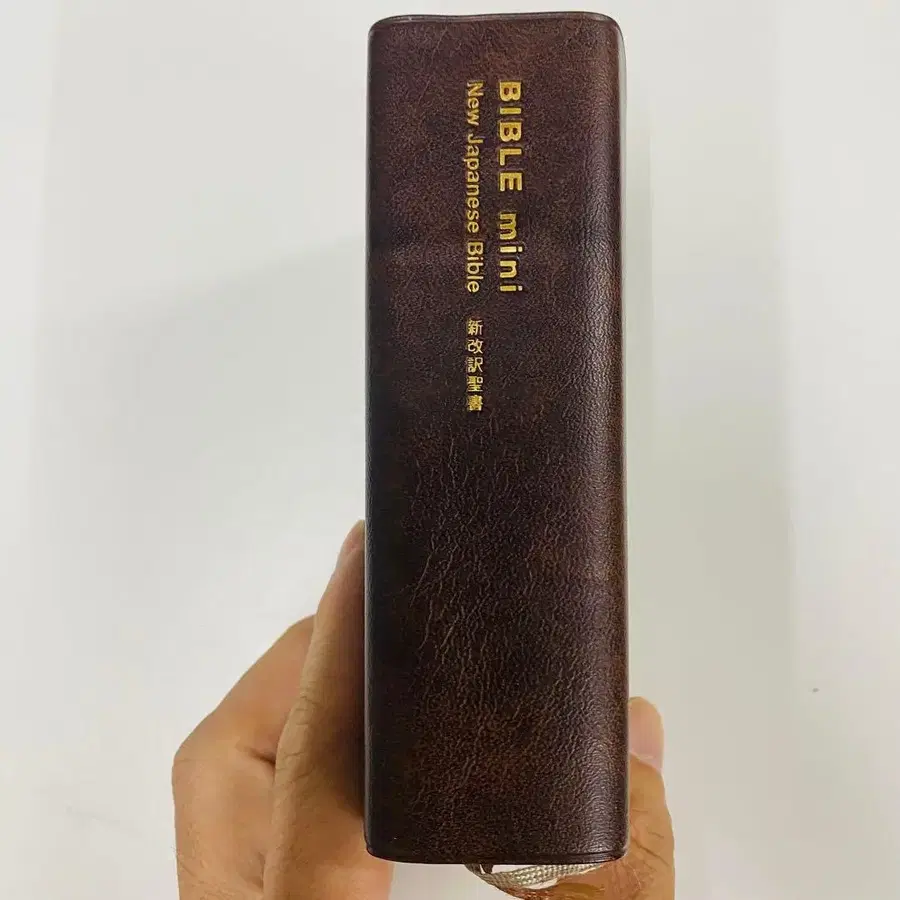 BIBLE mini
New Japanese Bible 新改訳聖書